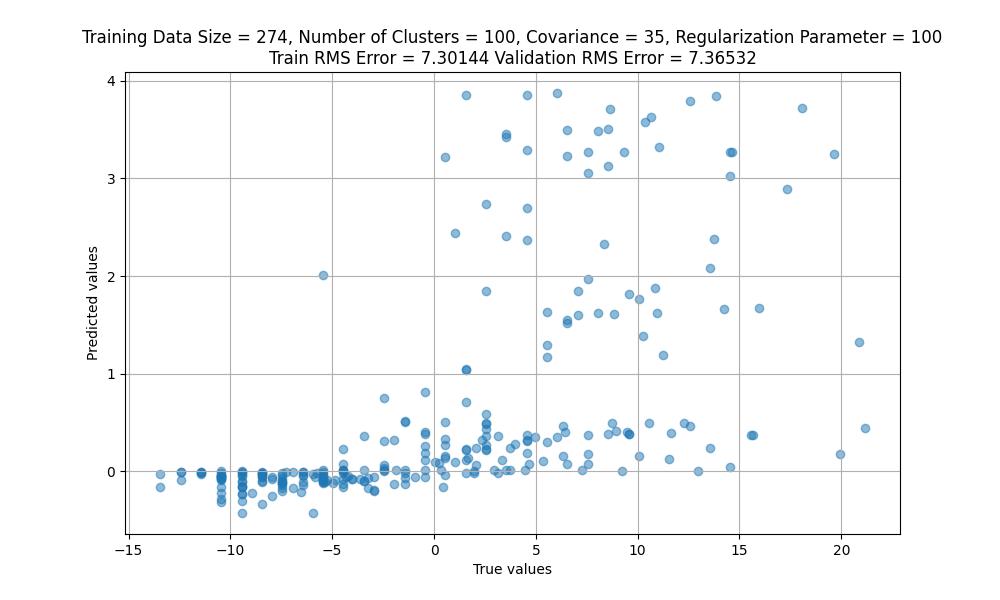 Training Data Size = 274, Number of Clusters = 100, Covariance = 35, Regularization Parameter = 100
Train RMS Error = 7.30144 Validation RMS Error = 7.36532
4
3
2
1
0
Predicted values
−15 −10 −5 0 5 10 15 20
True values